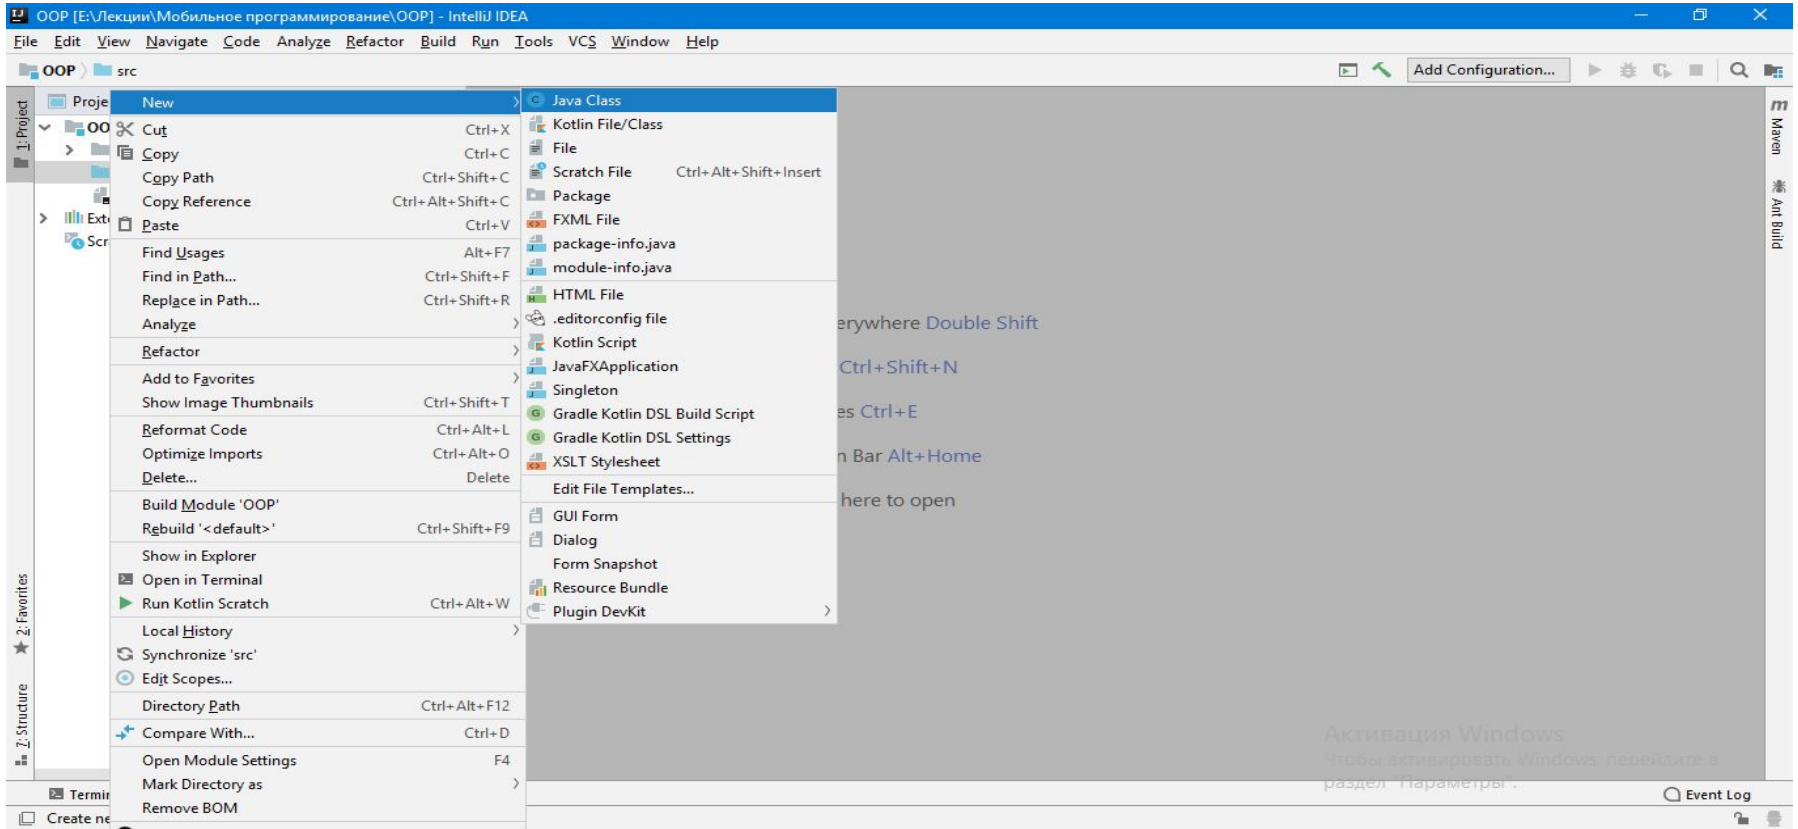 OOP [E:\Лекции\Мобильное программирование\OOP] - IntelliJ IDEA
File Edit View Navigate Code Analyze Refactor Build Run Tools VCS Window Help
OOP src
Add Configuration...
1: Project
2: Favorites
7: Structure
Proje
OO
Exte
Scr
New
Cut Ctrl+X
Copy Ctrl+C
Copy Path Ctrl+Shift+C
Copy Reference Ctrl+Alt+Shift+C
Paste Ctrl+V
Find Usages Alt+F7
Find in Path... Ctrl+Shift+F
Replace in Path... Ctrl+Shift+R
Analyze
Refactor
Add to Favorites
Show Image Thumbnails Ctrl+Shift+T
Reformat Code Ctrl+Alt+L
Optimize Imports Ctrl+Alt+O
Delete... Delete
Build Module 'OOP'
Rebuild '<default>' Ctrl+Shift+F9
Show in Explorer
Open in Terminal
Run Kotlin Scratch Ctrl+Alt+W
Local History
Synchronize 'src'
Edit Scopes...
Directory Path Ctrl+Alt+F12
Compare With... Ctrl+D
Open Module Settings F4
Mark Directory as
Remove BOM
Java Class
Kotlin File/Class
File
Scratch File Ctrl+Alt+Shift+Insert
Package
FXML File
package-info.java
module-info.java
HTML File
.editorconfig file
Kotlin Script
JavaFXApplication
Singleton
Gradle Kotlin DSL Build Script
Gradle Kotlin DSL Settings
XSLT Stylesheet
Edit File Templates...
GUI Form
Dialog
Form Snapshot
Resource Bundle
Plugin DevKit
erywhere Double Shift
Ctrl+Shift+N
es Ctrl+E
n Bar Alt+Home
here to open
m Maven
Ant Build
Активация Windows
Чтобы активировать Windows, перейдите в
раздел "Параметры".
Termin
Event Log
Create ne